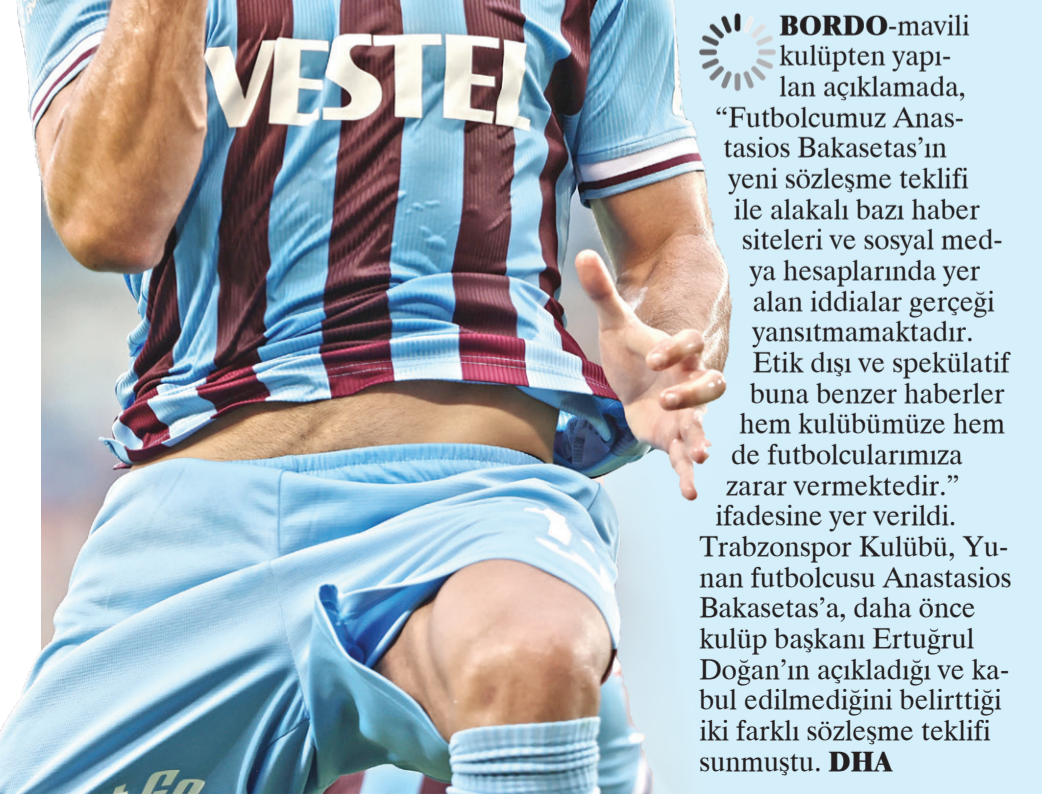 VESTEL
BORDO-mavili
kulüpten yapı-
lan açıklamada,
“Futbolcumuz Anas-
tasios Bakasetas’ın
yeni sözleşme teklifi
ile alakalı bazı haber
siteleri ve sosyal med-
ya hesaplarında yer
alan iddialar gerçeği
yansıtmamaktadır.
Etik dışı ve spekülatif
buna benzer haberler
hem kulübümüze hem
de futbolcularımıza
zarar vermektedir.”
ifadesine yer verildi.
Trabzonspor Kulübü, Yu-
nan futbolcusu Anastasios
Bakasetas’a, daha önce
kulüp başkanı Ertuğrul
Doğan’ın açıkladığı ve ka-
bul edilmediğini belirttiği
iki farklı sözleşme teklifi
sunmuştu. DHA